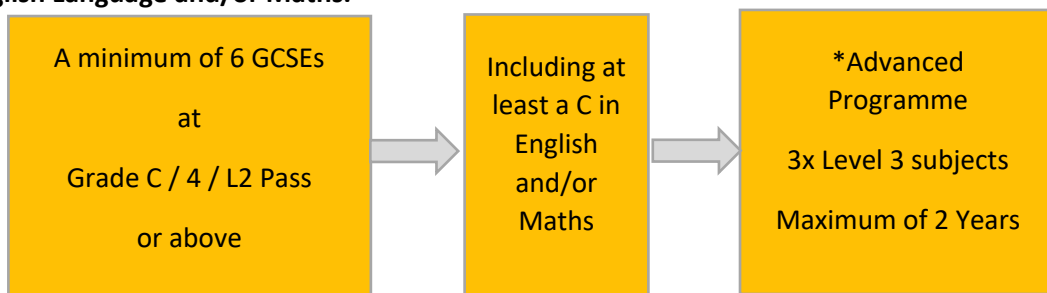 glish Language and/or Maths.
A minimum of 6 GCSEs
at
Grade C / 4 / L2 Pass
or above
Including at
least a C in
English
and/or
Maths
*Advanced
Programme
3x Level 3 subjects
Maximum of 2 Years